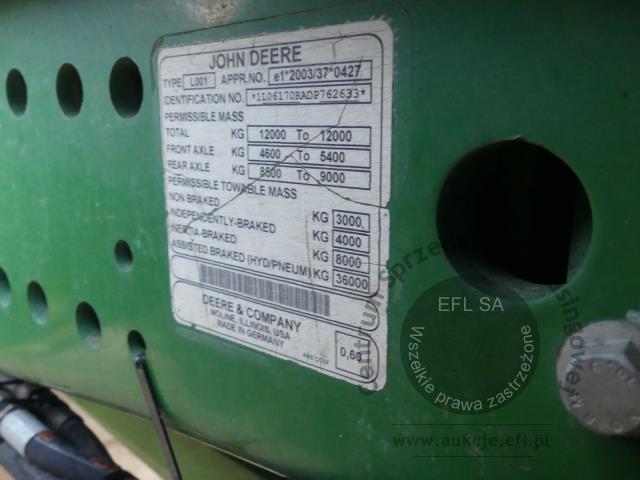 JOHN DEERE
TYPE L001 APPR.NO. e1*2003/37*0427
IDENTIFICATION NO. *1L06170RADP762633*
PERMISSIBLE MASS
TOTAL KG 12000 To 12000
FRONT AXLE KG 4600 To 5400
REAR AXLE KG 8500 To 9000
PERMISSIBLE TOWABLE MASS
NON BRAKED KG 3000
INDEPENDENTLY-BRAKED KG 4000
INERTIA-BRAKED KG 8000
ASSISTED BRAKED (HYD/PNEUM) KG 36000
DEERE & COMPANY
MOLINE, ILLINOIS, USA
MADE IN GERMANY
0,60
EFL SA
Wszelkie prawa zastrzeżone
www.aukcje.efl.pl